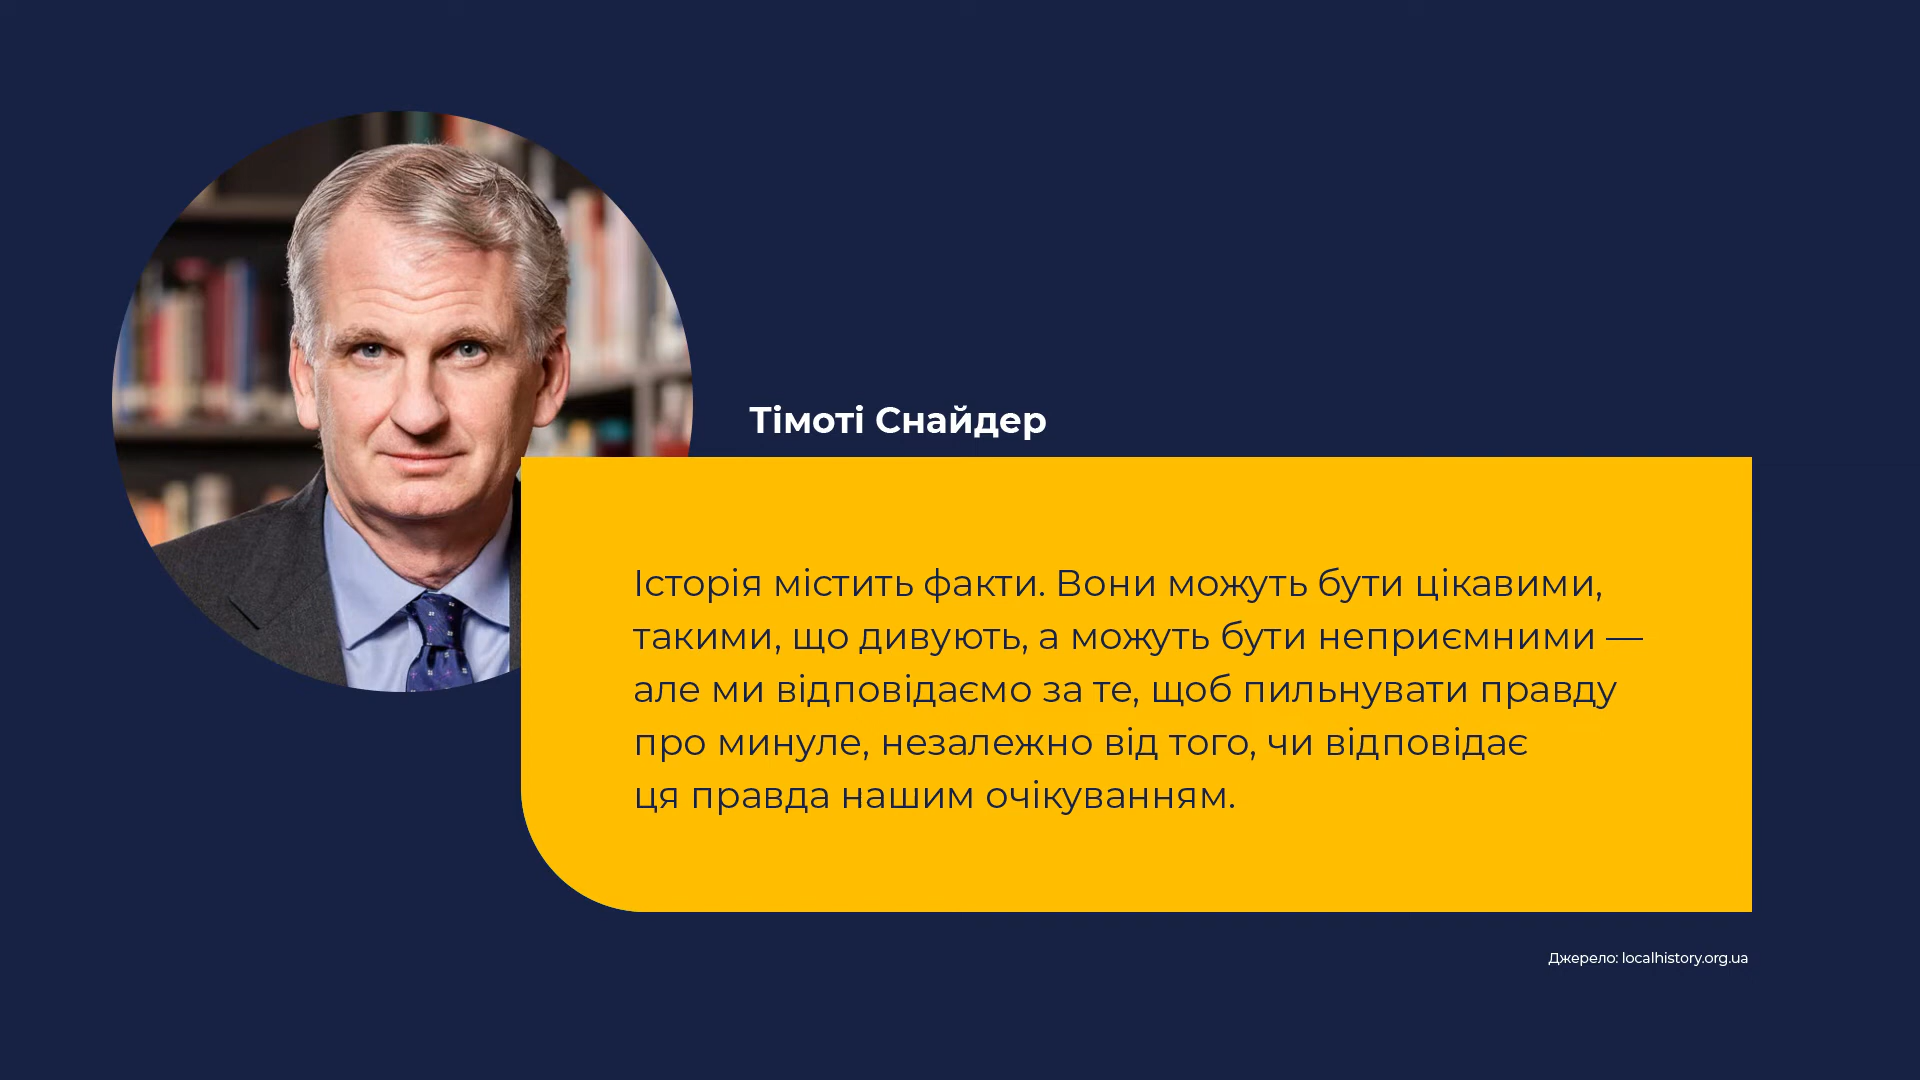 Тімоті Снайдер
Історія містить факти. Вони можуть бути цікавими,
такими, що дивують, а можуть бути неприємними —
але ми відповідаємо за те, щоб пильнувати правду
про минуле, незалежно від того, чи відповідає
ця правда нашим очікуванням.
Джерело: localhistory.org.ua